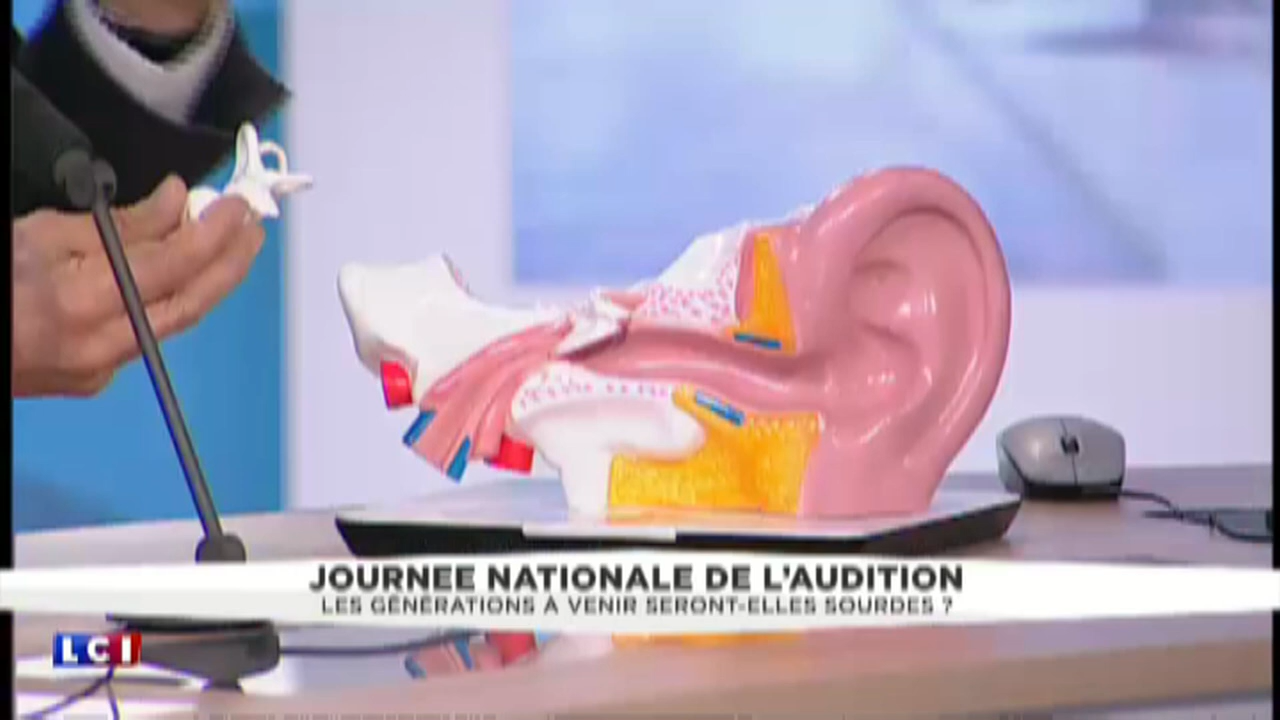 JOURNEE NATIONALE DE L'AUDITION
LES GÉNÉRATIONS À VENIR SERONT-ELLES SOURDES ?
LCI